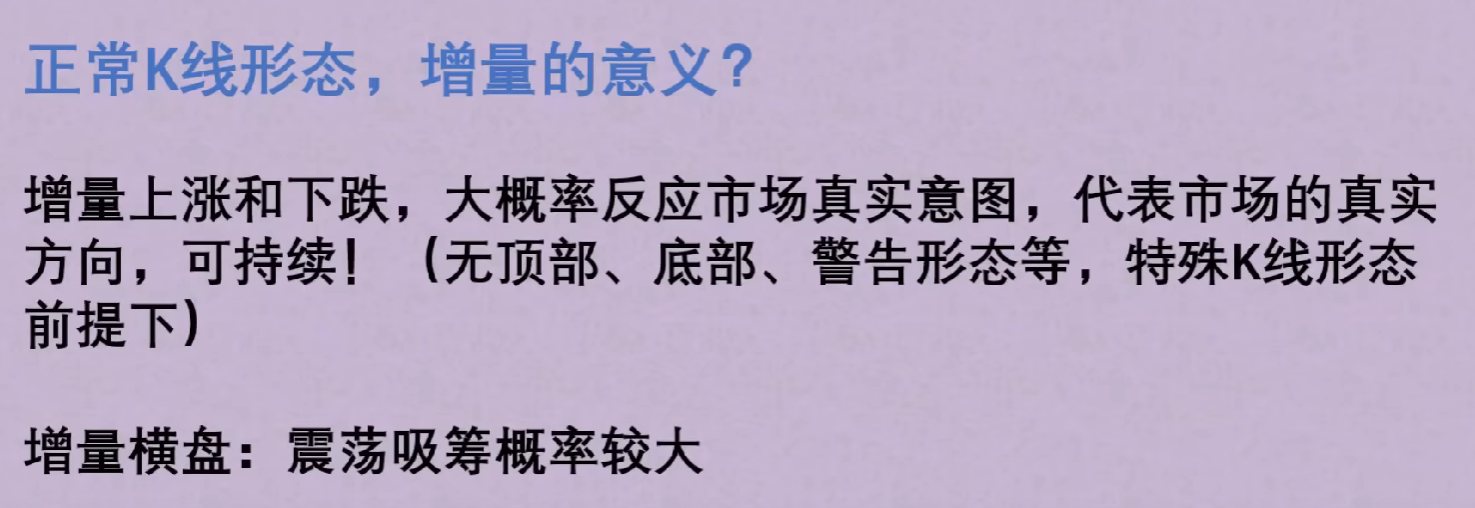 正常K线形态，增量的意义？
增量上涨和下跌，大概率反应市场真实意图，代表市场的真实
方向，可持续！（无顶部、底部、警告形态等，特殊K线形态
前提下）
增量横盘：震荡吸筹概率较大